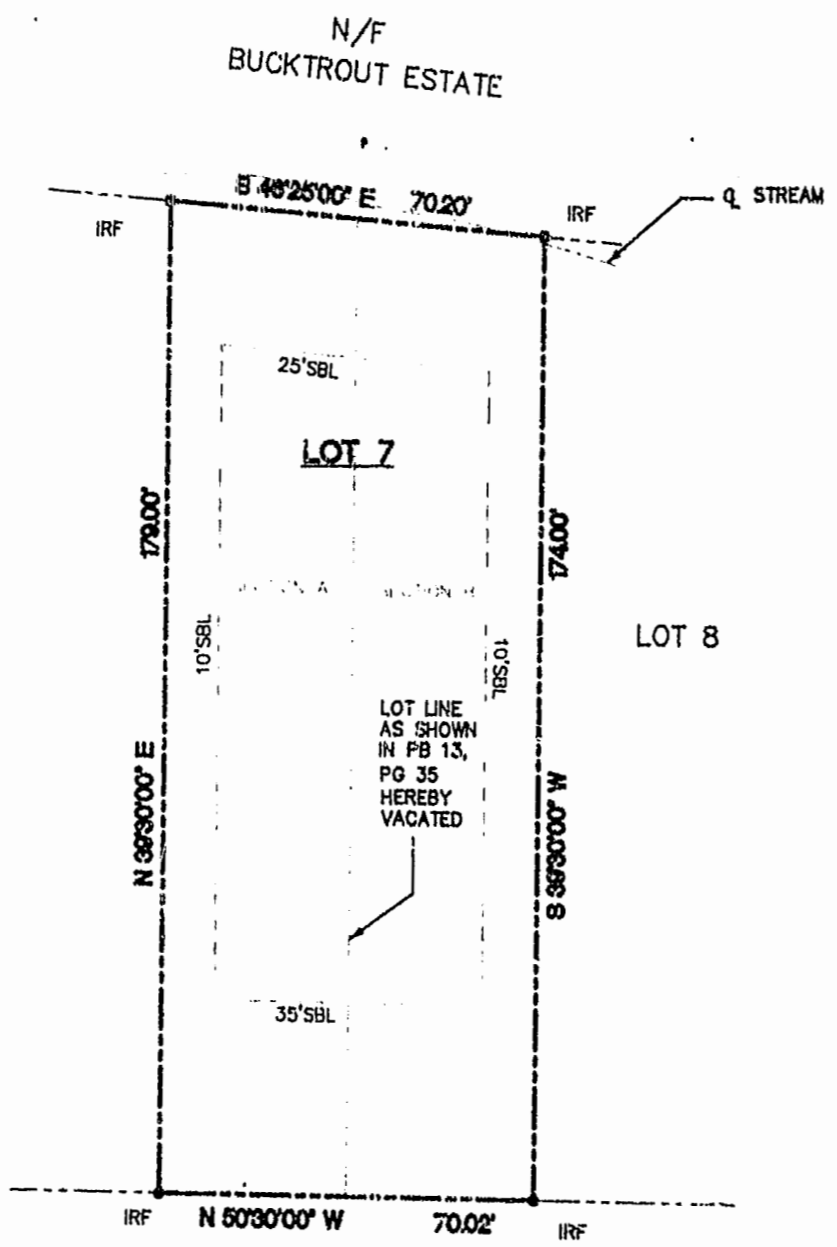 N/F
BUCKTROUT ESTATE
S 46°25'00" E 70.20'
IRF
IRF
℄ STREAM
25'SBL
LOT 7
179.00'
174.00'
SECTION A
SECTION B
10'SBL
10'SBL
LOT 8
LOT LINE
AS SHOWN
IN PB 13,
PG 35
HEREBY
VACATED
N 39°30'00" E
S 39°30'00" W
35'SBL
IRF
N 50°30'00" W 70.02'
IRF